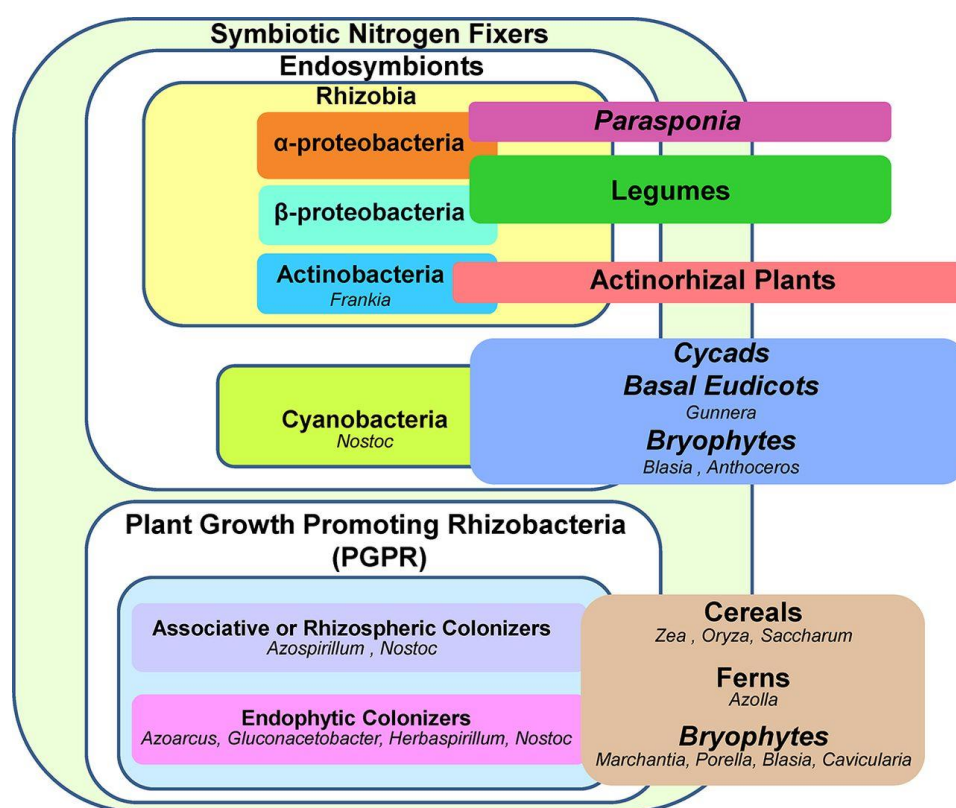 Symbiotic Nitrogen Fixers
Endosymbionts
Rhizobia
α-proteobacteria
Parasponia
Legumes
β-proteobacteria
Actinobacteria
Frankia
Actinorhizal Plants
Cyanobacteria
Nostoc
Cycads
Basal Eudicots
Gunnera
Bryophytes
Blasia , Anthoceros
Plant Growth Promoting Rhizobacteria
(PGPR)
Associative or Rhizospheric Colonizers
Azospirillum , Nostoc
Endophytic Colonizers
Azoarcus, Gluconacetobacter, Herbaspirillum, Nostoc
Cereals
Zea , Oryza, Saccharum
Ferns
Azolla
Bryophytes
Marchantia, Porella, Blasia, Cavicularia